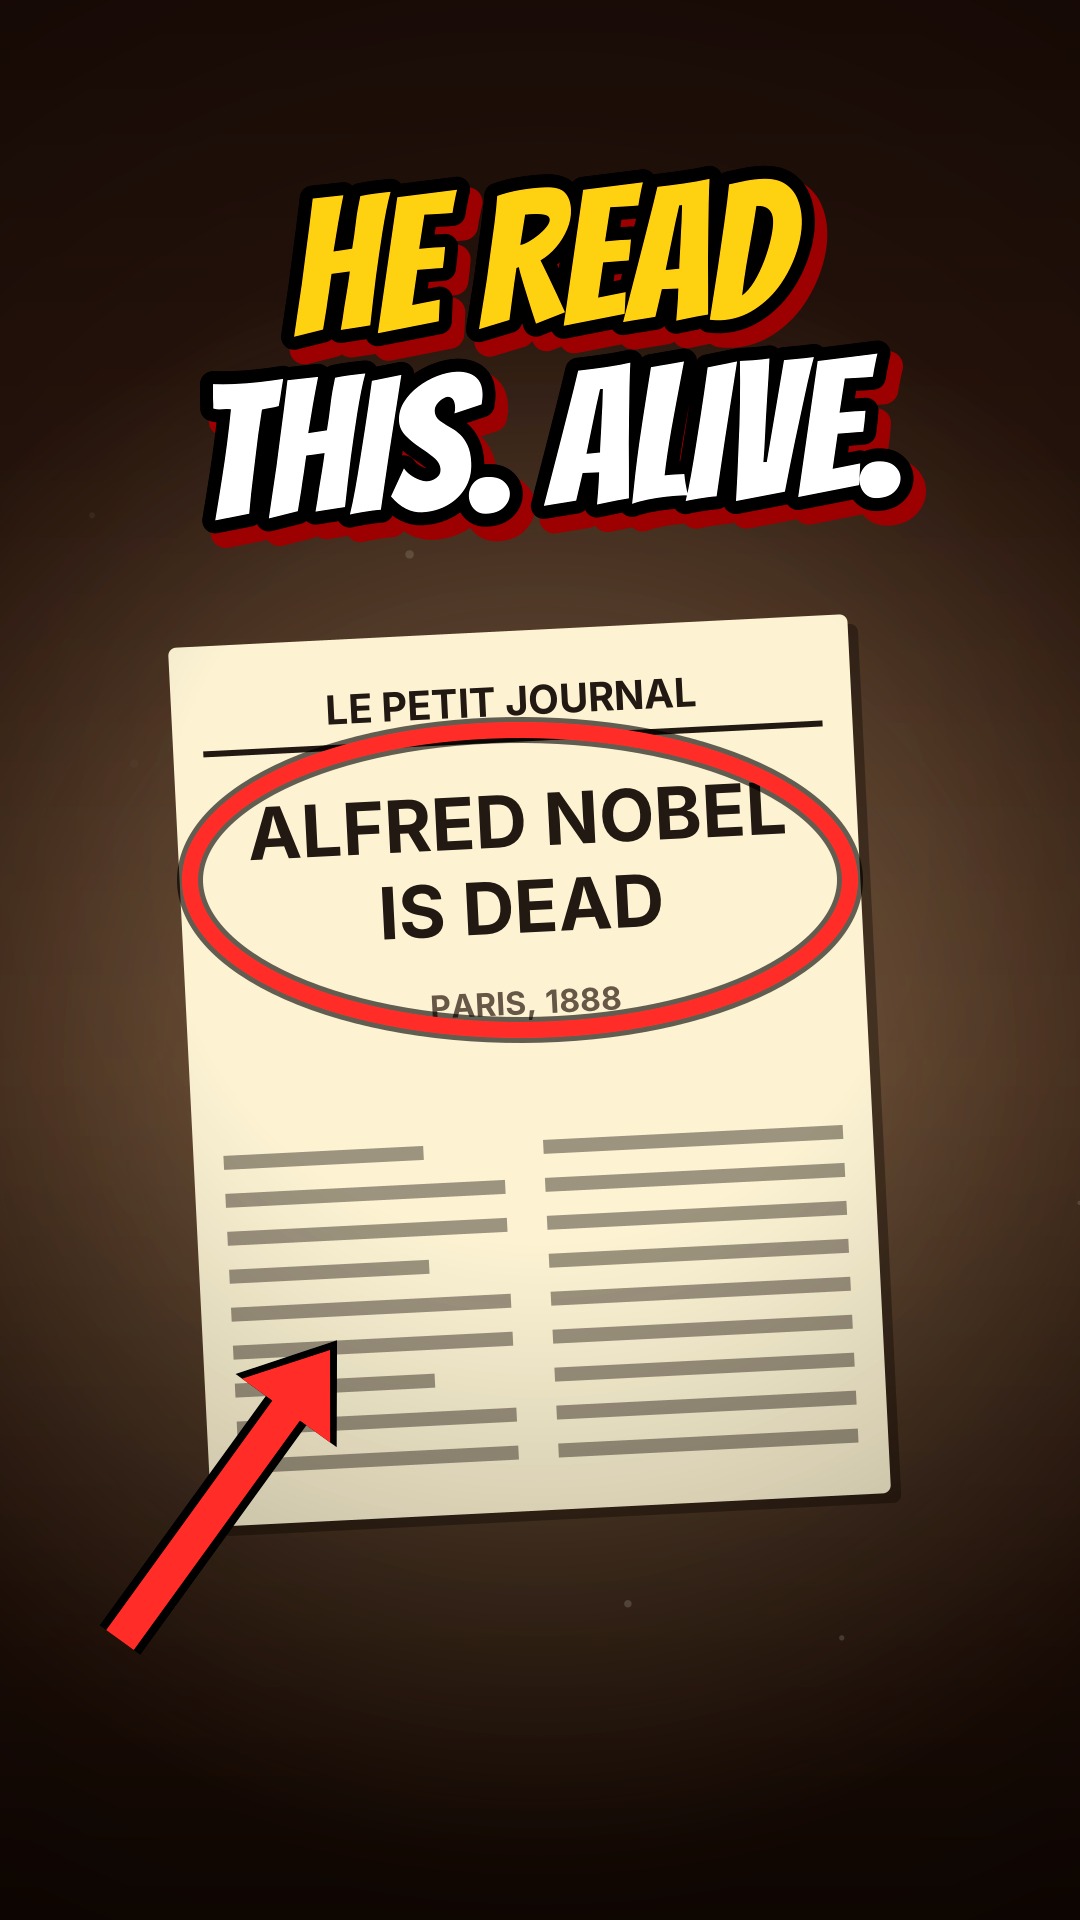 HE READ
THIS. ALIVE.
LE PETIT JOURNAL
ALFRED NOBEL
IS DEAD
PARIS, 1888